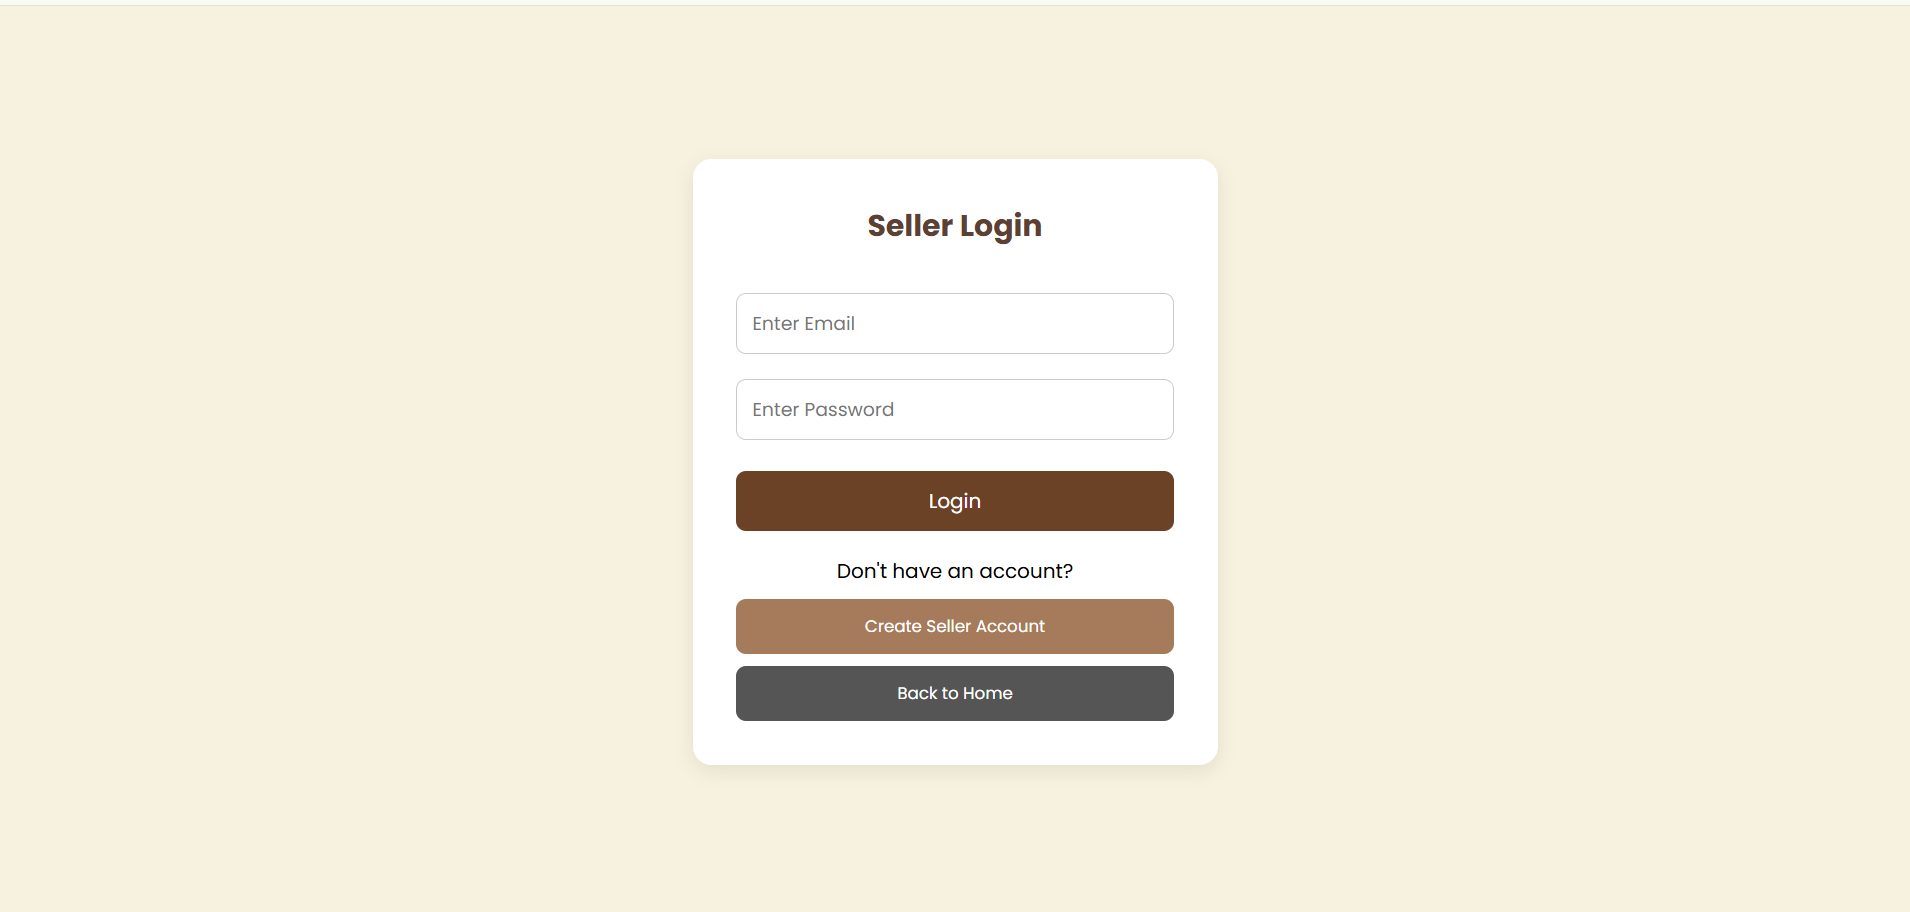 Seller Login
Enter Email
Enter Password
Login
Don't have an account?
Create Seller Account
Back to Home